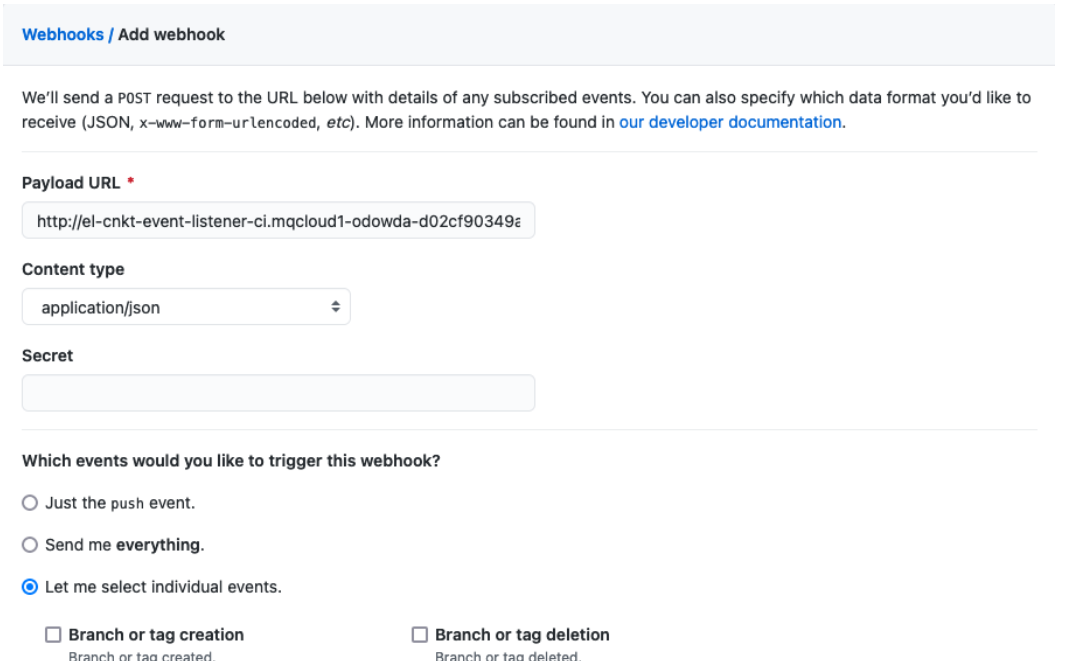 Webhooks / Add webhook
We’ll send a POST request to the URL below with details of any subscribed events. You can also specify which data format you’d like to
receive (JSON, x-www-form-urlencoded, etc). More information can be found in our developer documentation.
Payload URL *
http://el-cnkt-event-listener-ci.mqcloud1-odowda-d02cf90349a
Content type
application/json
Secret
Which events would you like to trigger this webhook?
Just the push event.
Send me everything.
Let me select individual events.
Branch or tag creation Branch or tag deletion
Branch or tag created. Branch or tag deleted.